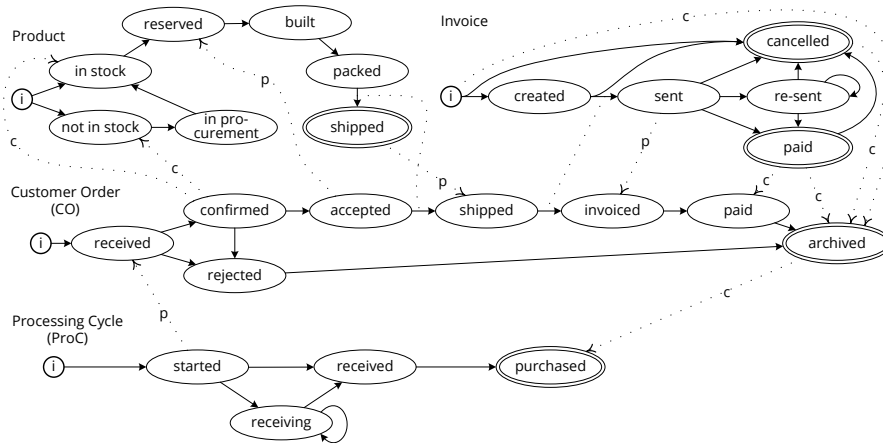 Product
reserved
built
Invoice
c
cancelled
in stock
packed
p
i
created
sent
re-sent
i
not in stock
in pro-
curement
shipped
paid
c
c
p
p
c
c
c
Customer Order
(CO)
confirmed
accepted
shipped
invoiced
paid
i
received
archived
rejected
p
c
Processing Cycle
(ProC)
i
started
received
purchased
receiving